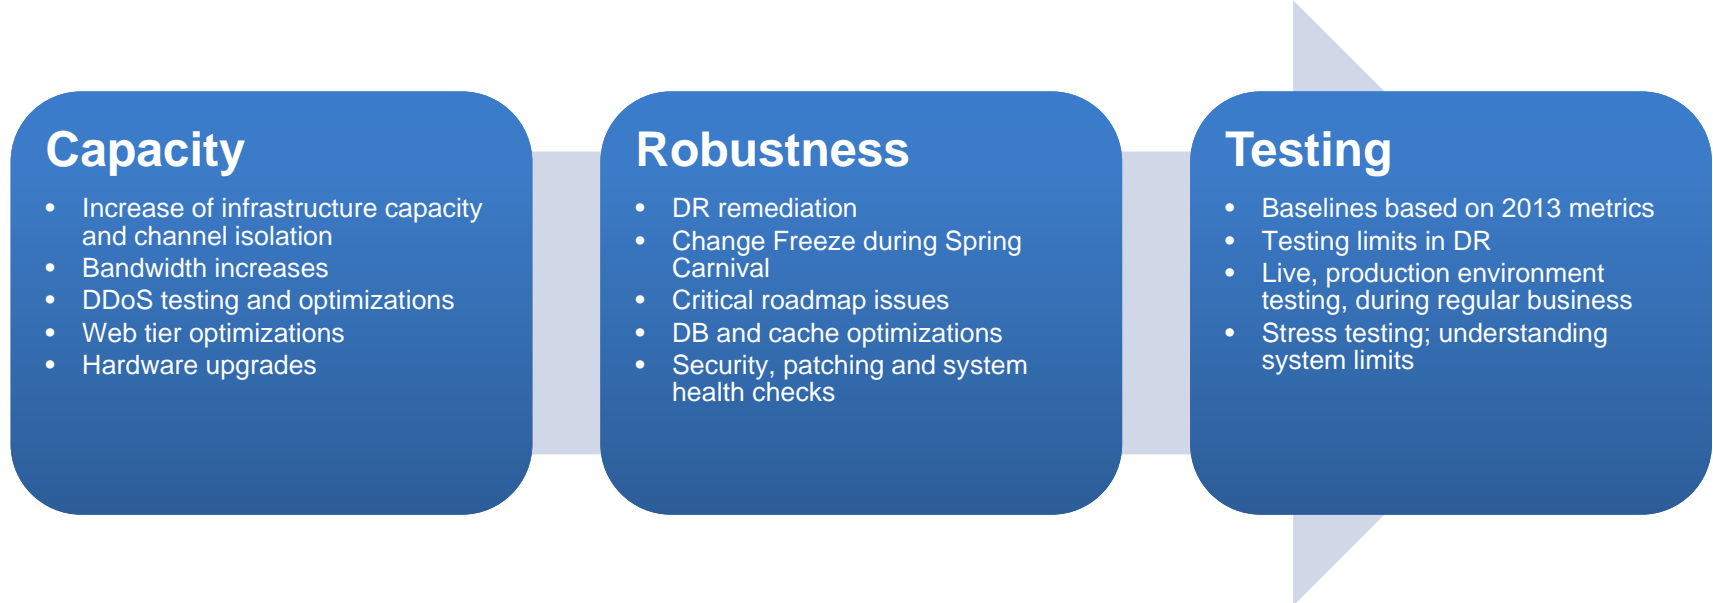 Capacity
• Increase of infrastructure capacity
and channel isolation
• Bandwidth increases
• DDoS testing and optimizations
• Web tier optimizations
• Hardware upgrades
Robustness
• DR remediation
• Change Freeze during Spring
Carnival
• Critical roadmap issues
• DB and cache optimizations
• Security, patching and system
health checks
Testing
• Baselines based on 2013 metrics
• Testing limits in DR
• Live, production environment
testing, during regular business
• Stress testing; understanding
system limits